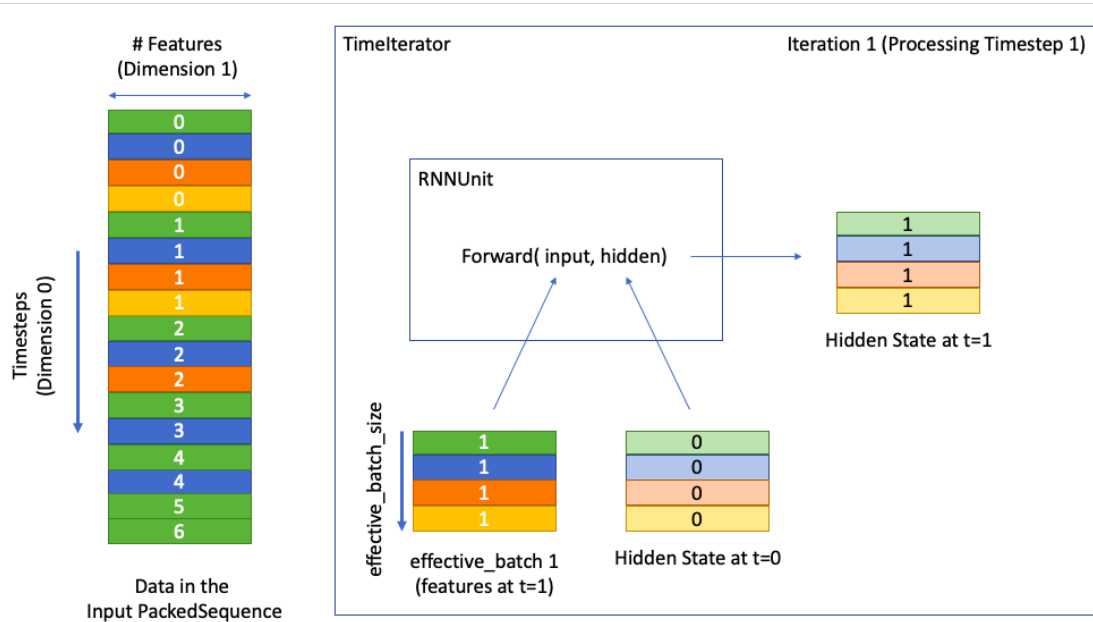 # Features
(Dimension 1)
0
0
0
0
1
1
1
1
2
2
2
3
3
4
4
5
6
Timesteps
(Dimension 0)
Data in the
Input PackedSequence
TimeIterator
Iteration 1 (Processing Timestep 1)
RNNUnit
Forward( input, hidden)
1
1
1
1
Hidden State at t=1
effective_batch_size
1
1
1
1
effective_batch 1
(features at t=1)
0
0
0
0
Hidden State at t=0